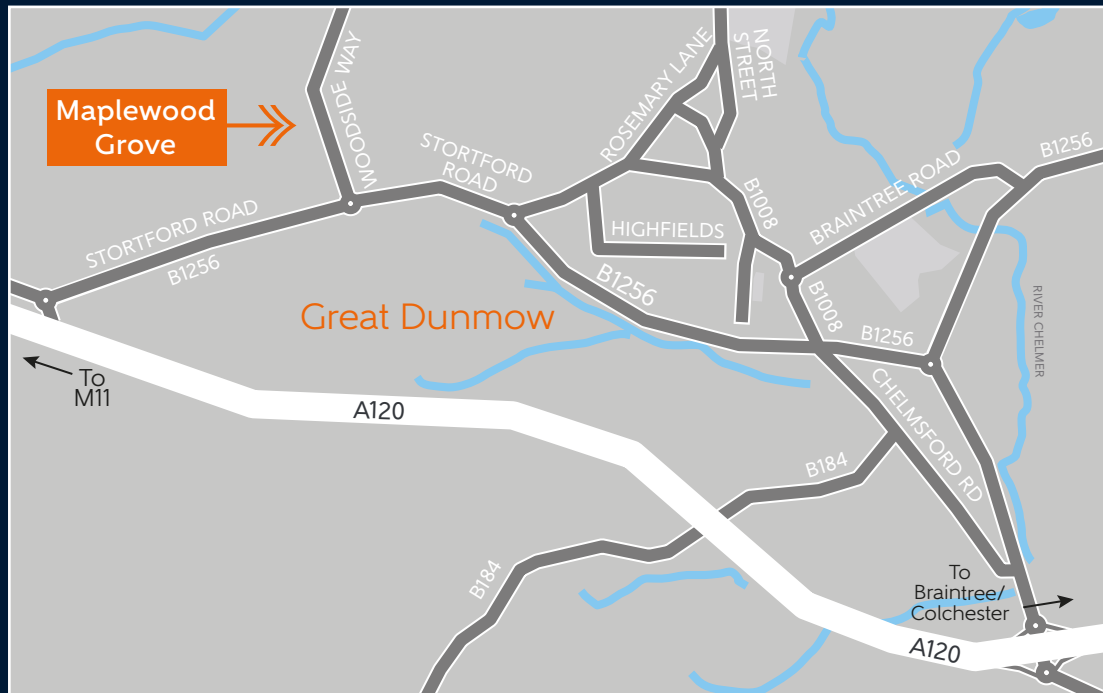 Maplewood
Grove
WOODSIDE WAY
STORTFORD
ROAD
ROSEMARY LANE
NORTH
STREET
STORTFORD ROAD
B1256
HIGHFIELDS
B1008
BRAINTREE ROAD
B1256
B1256
B1008
B1256
RIVER CHELMER
Great Dunmow
To
M11
A120
CHELMSFORD RD
B184
B184
To
Braintree/
Colchester
A120